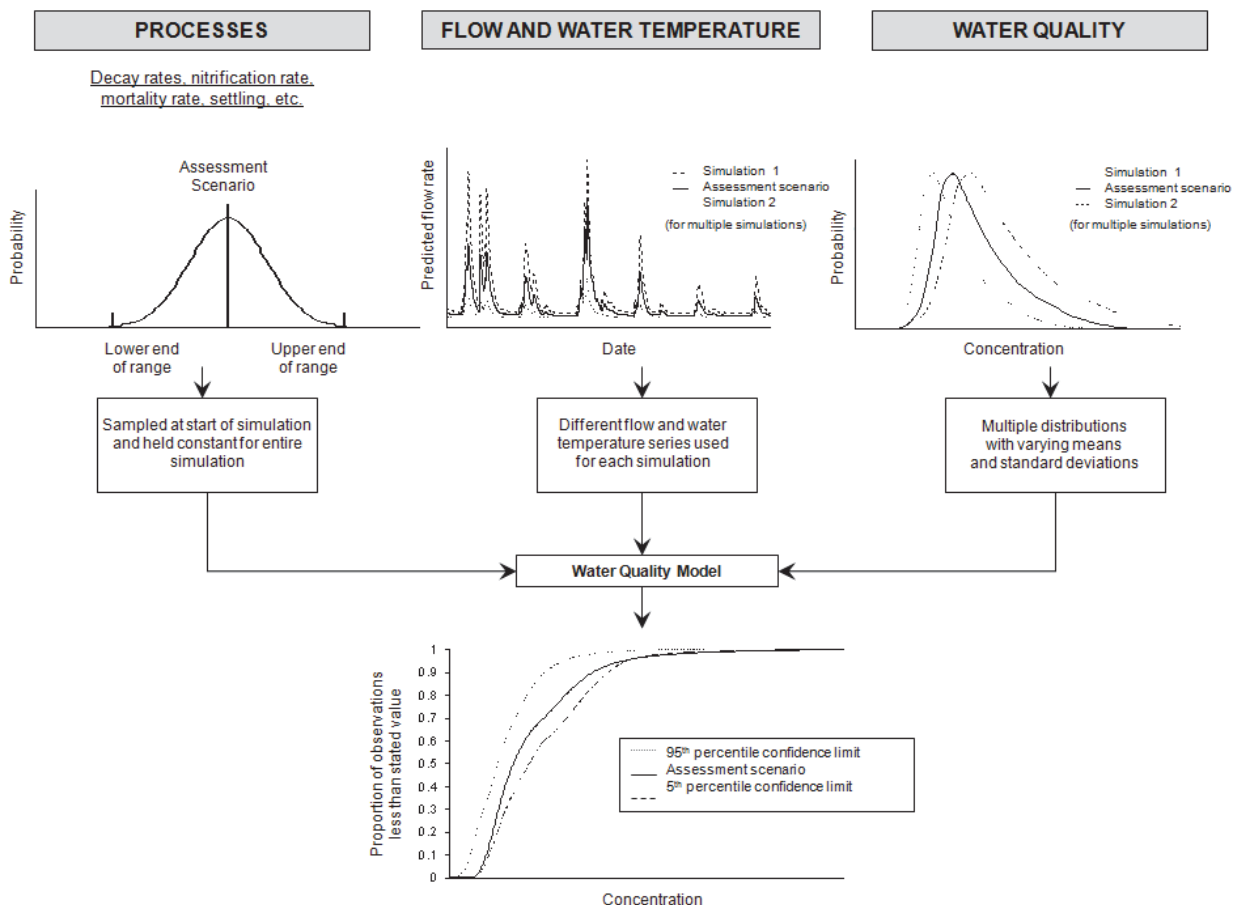 PROCESSES
Decay rates, nitrification rate,
mortality rate, settling, etc.
Assessment
Scenario
Probability
Lower end
of range
Upper end
of range
Sampled at start of simulation
and held constant for entire
simulation
FLOW AND WATER TEMPERATURE
Predicted flow rate
Simulation 1
Assessment scenario
Simulation 2
(for multiple simulations)
Date
Different flow and water
temperature series used
for each simulation
WATER QUALITY
Probability
Simulation 1
Assessment scenario
Simulation 2
(for multiple simulations)
Concentration
Multiple distributions
with varying means
and standard deviations
Water Quality Model
Proportion of observations
less than stated value
1
0.9
0.8
0.7
0.6
0.5
0.4
0.3
0.2
0.1
0
95th percentile confidence limit
Assessment scenario
5th percentile confidence limit
Concentration